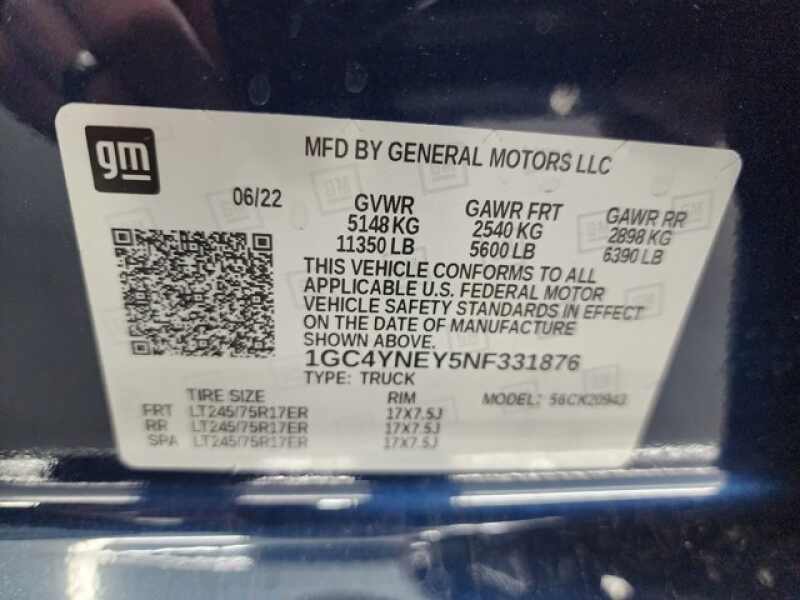 gm
MFD BY GENERAL MOTORS LLC
06/22
GVWR
5148 KG
11350 LB
GAWR FRT
2540 KG
5600 LB
GAWR RR
2898 KG
6390 LB
THIS VEHICLE CONFORMS TO ALL
APPLICABLE U.S. FEDERAL MOTOR
VEHICLE SAFETY STANDARDS IN EFFECT
ON THE DATE OF MANUFACTURE
SHOWN ABOVE.
1GC4YNEY5NF331876
TYPE: TRUCK
TIRE SIZE RIM MODEL: 56CK20943
FRT LT245/75R17ER 17X7.5J
RR LT245/75R17ER 17X7.5J
SPA LT245/75R17ER 17X7.5J